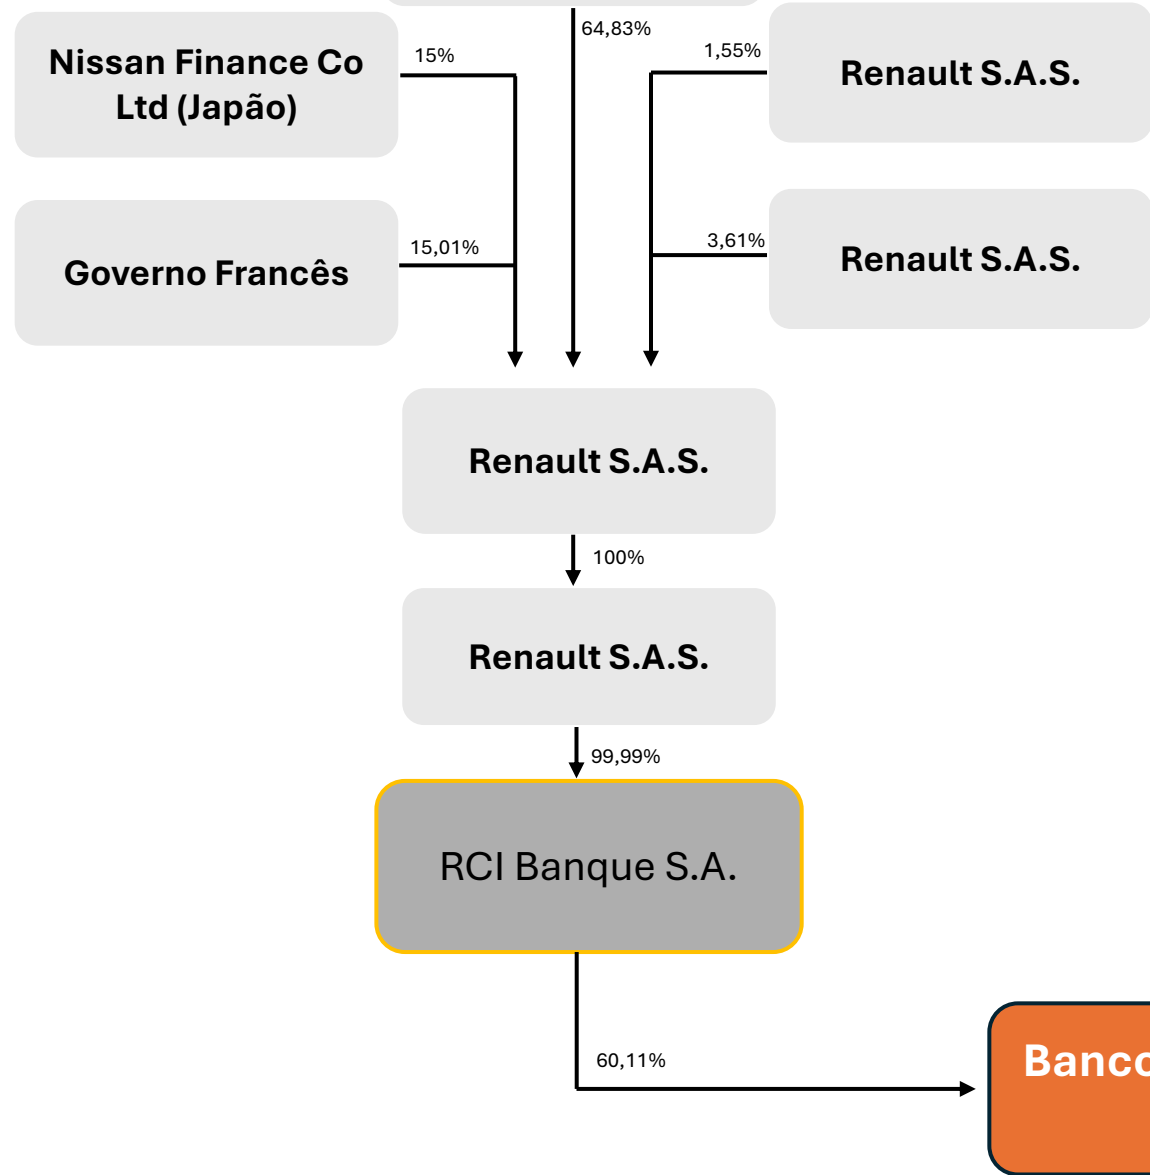 64,83%
Nissan Finance Co
Ltd (Japão)
15%
1,55%
Renault S.A.S.
Governo Francês
15,01%
3,61%
Renault S.A.S.
Renault S.A.S.
100%
Renault S.A.S.
99,99%
RCI Banque S.A.
60,11%
Banco